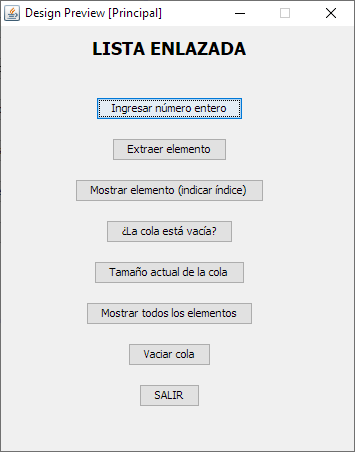 Design Preview [Principal]
LISTA ENLAZADA
Ingresar número entero
Extraer elemento
Mostrar elemento (indicar índice)
¿La cola está vacía?
Tamaño actual de la cola
Mostrar todos los elementos
Vaciar cola
SALIR